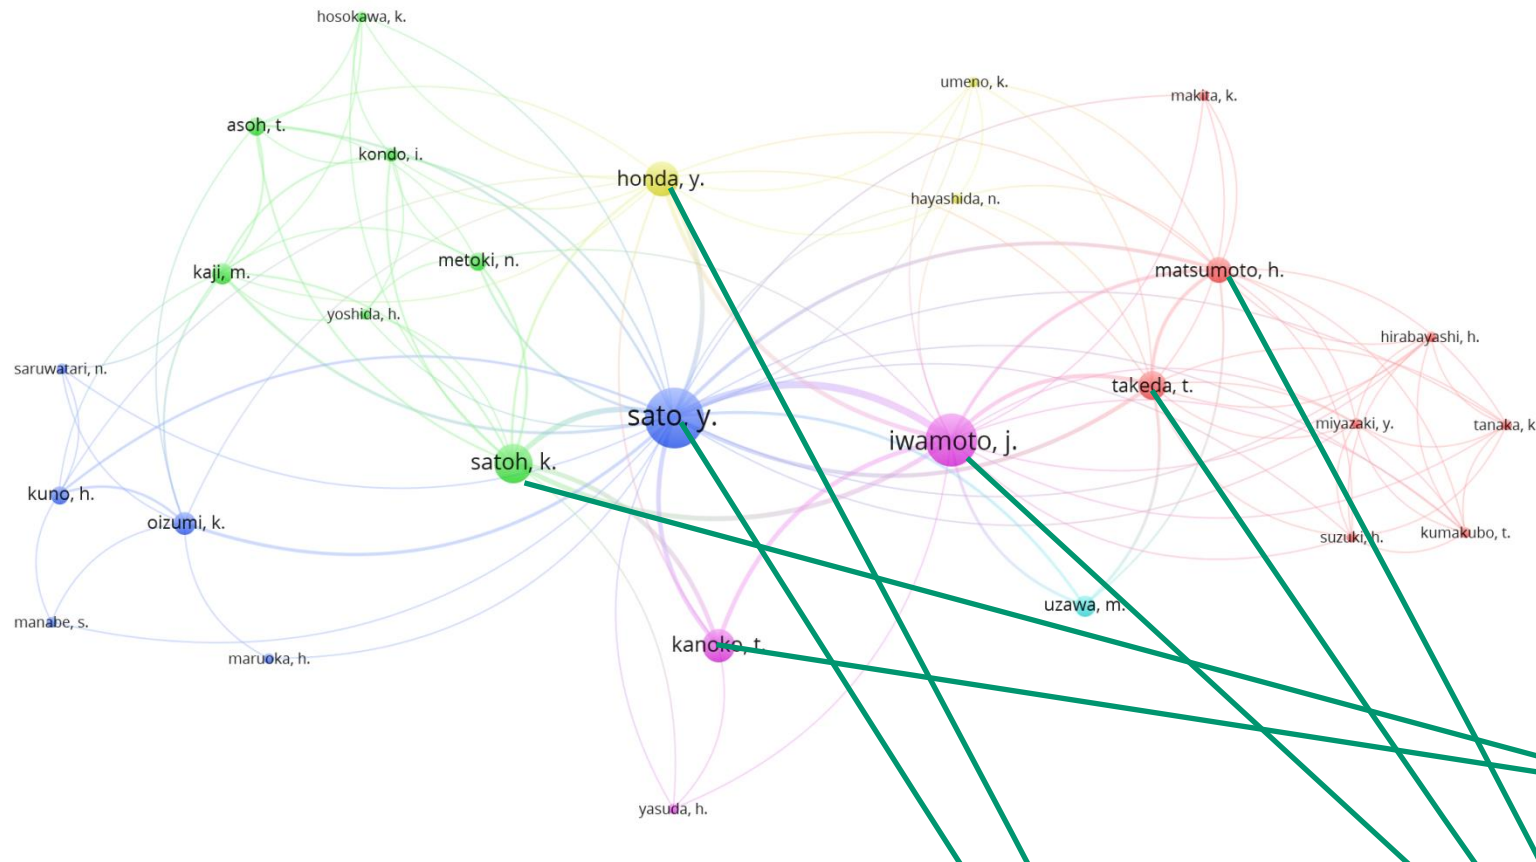 hosokawa, k.
umeno, k.
makita, k.
asoh, t.
kondo, i.
honda, y.
hayashida, n.
kaji, m.
metoki, n.
matsumoto, h.
yoshida, h.
hirabayashi, h.
saruwatari, n.
takeda, t.
sato, y.
miyazaki, y.
tanaka, k
iwamoto, j.
satoh, k.
kuno, h.
oizumi, k.
suzuki, h.
kumakubo, t.
uzawa, m.
manabe, s.
kanoko, t.
maruoka, h.
yasuda, h.